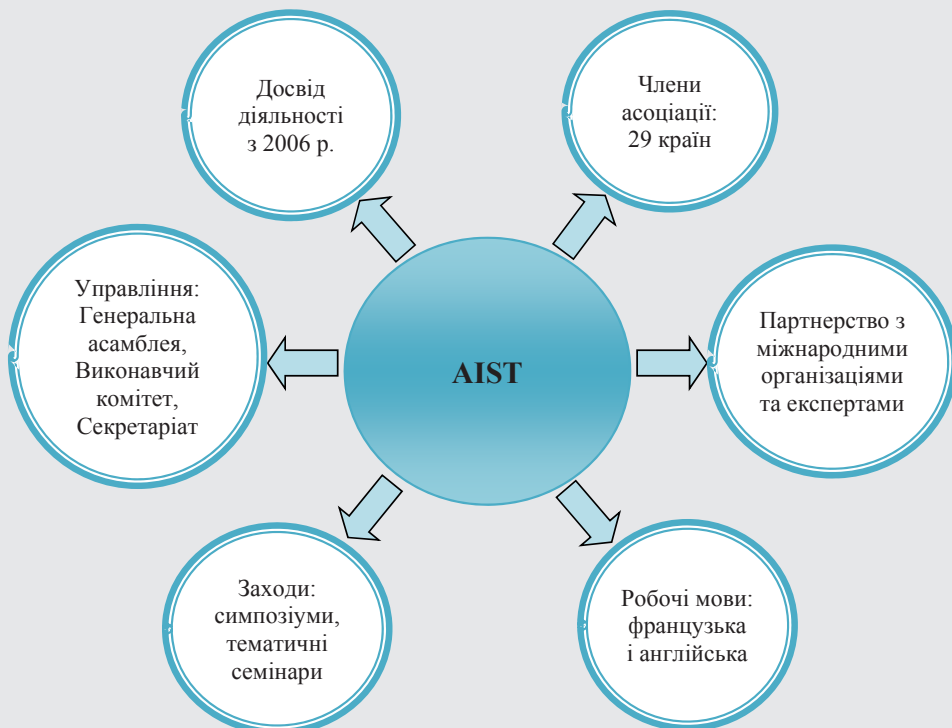 Досвід
діяльності
з 2006 р.
Члени
асоціації:
29 країн
Управління:
Генеральна
асамблея,
Виконавчий
комітет,
Секретаріат
AIST
Партнерство з
міжнародними
організаціями
та експертами
Заходи:
симпозіуми,
тематичні
семінари
Робочі мови:
французька
і англійська